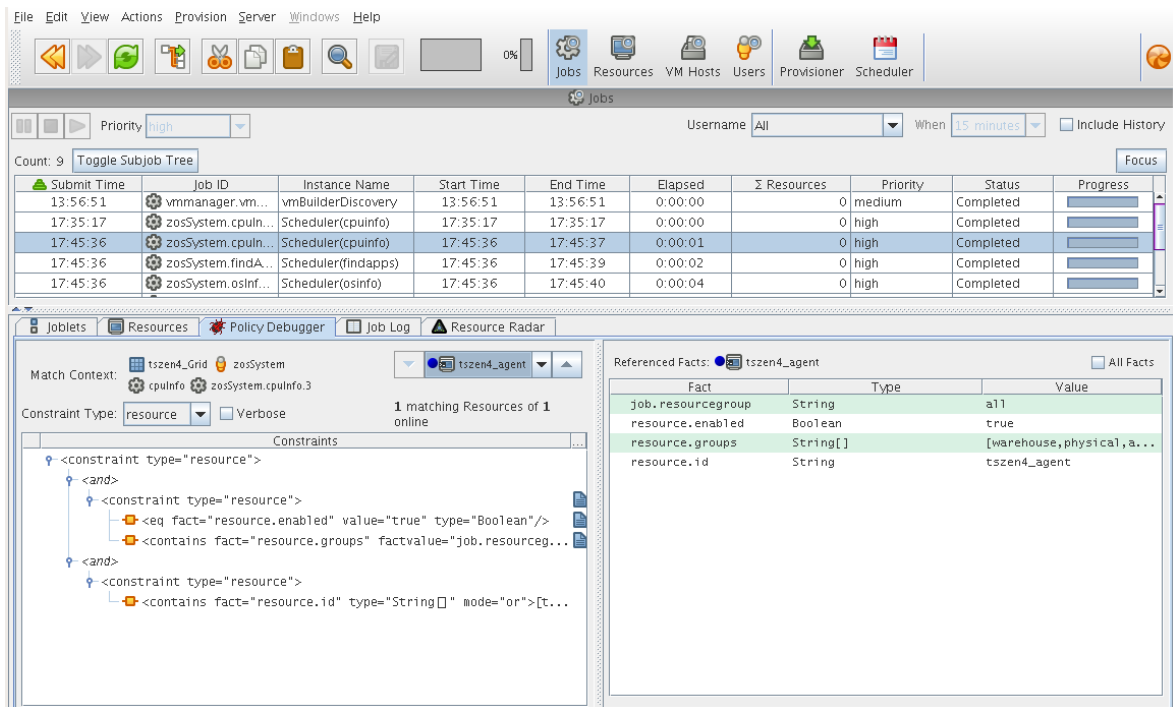 File Edit View Actions Provision Server Windows Help
0%
Jobs Resources VM Hosts Users Provisioner Scheduler
Jobs
Priority high Username All When 15 minutes Include History
Count: 9 Toggle Subjob Tree Focus
Submit Time Job ID Instance Name Start Time End Time Elapsed Σ Resources Priority Status Progress
13:56:51 vmmanager.vm... vmBuilderDiscovery 13:56:51 13:56:51 0:00:00 0 medium Completed
17:35:17 zosSystem.cpuIn... Scheduler(cpuinfo) 17:35:17 17:35:17 0:00:00 0 high Completed
17:45:36 zosSystem.cpuIn... Scheduler(cpuinfo) 17:45:36 17:45:37 0:00:01 0 high Completed
17:45:36 zosSystem.findA... Scheduler(findapps) 17:45:36 17:45:39 0:00:02 0 high Completed
17:45:36 zosSystem.osInf... Scheduler(osinfo) 17:45:36 17:45:40 0:00:04 0 high Completed
Joblets Resources Policy Debugger Job Log Resource Radar
Match Context: tszen4_Grid zosSystem tszen4_agent
cpuInfo zosSystem.cpuInfo.3
Constraint Type: resource Verbose 1 matching Resources of 1
online
Constraints ...
<constraint type="resource">
<and>
<constraint type="resource">
<eq fact="resource.enabled" value="true" type="Boolean"/>
<contains fact="resource.groups" factvalue="job.resourceg...
<and>
<constraint type="resource">
<contains fact="resource.id" type="String[]" mode="or">[t...
Referenced Facts: tszen4_agent All Facts
Fact Type Value
job.resourcegroup String all
resource.enabled Boolean true
resource.groups String[] [warehouse,physical,a...
resource.id String tszen4_agent